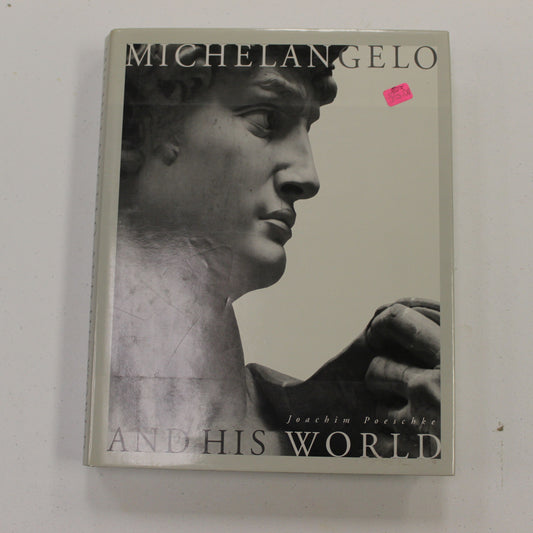 MICHELANGELO
Joachim Poeschke
AND HIS WORLD